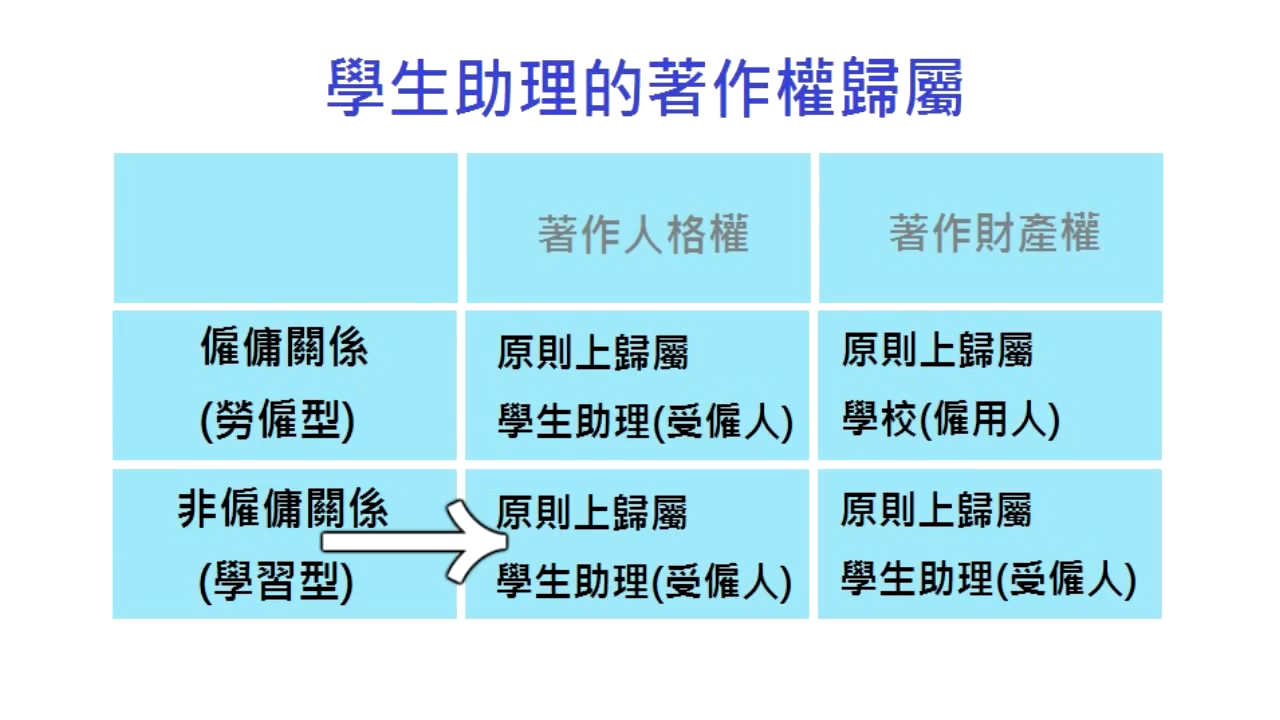 學生助理的著作權歸屬
著作人格權
著作財產權
僱傭關係
(勞僱型)
原則上歸屬
學生助理(受僱人)
原則上歸屬
學校(僱用人)
非僱傭關係
(學習型)
原則上歸屬
學生助理(受僱人)
原則上歸屬
學生助理(受僱人)